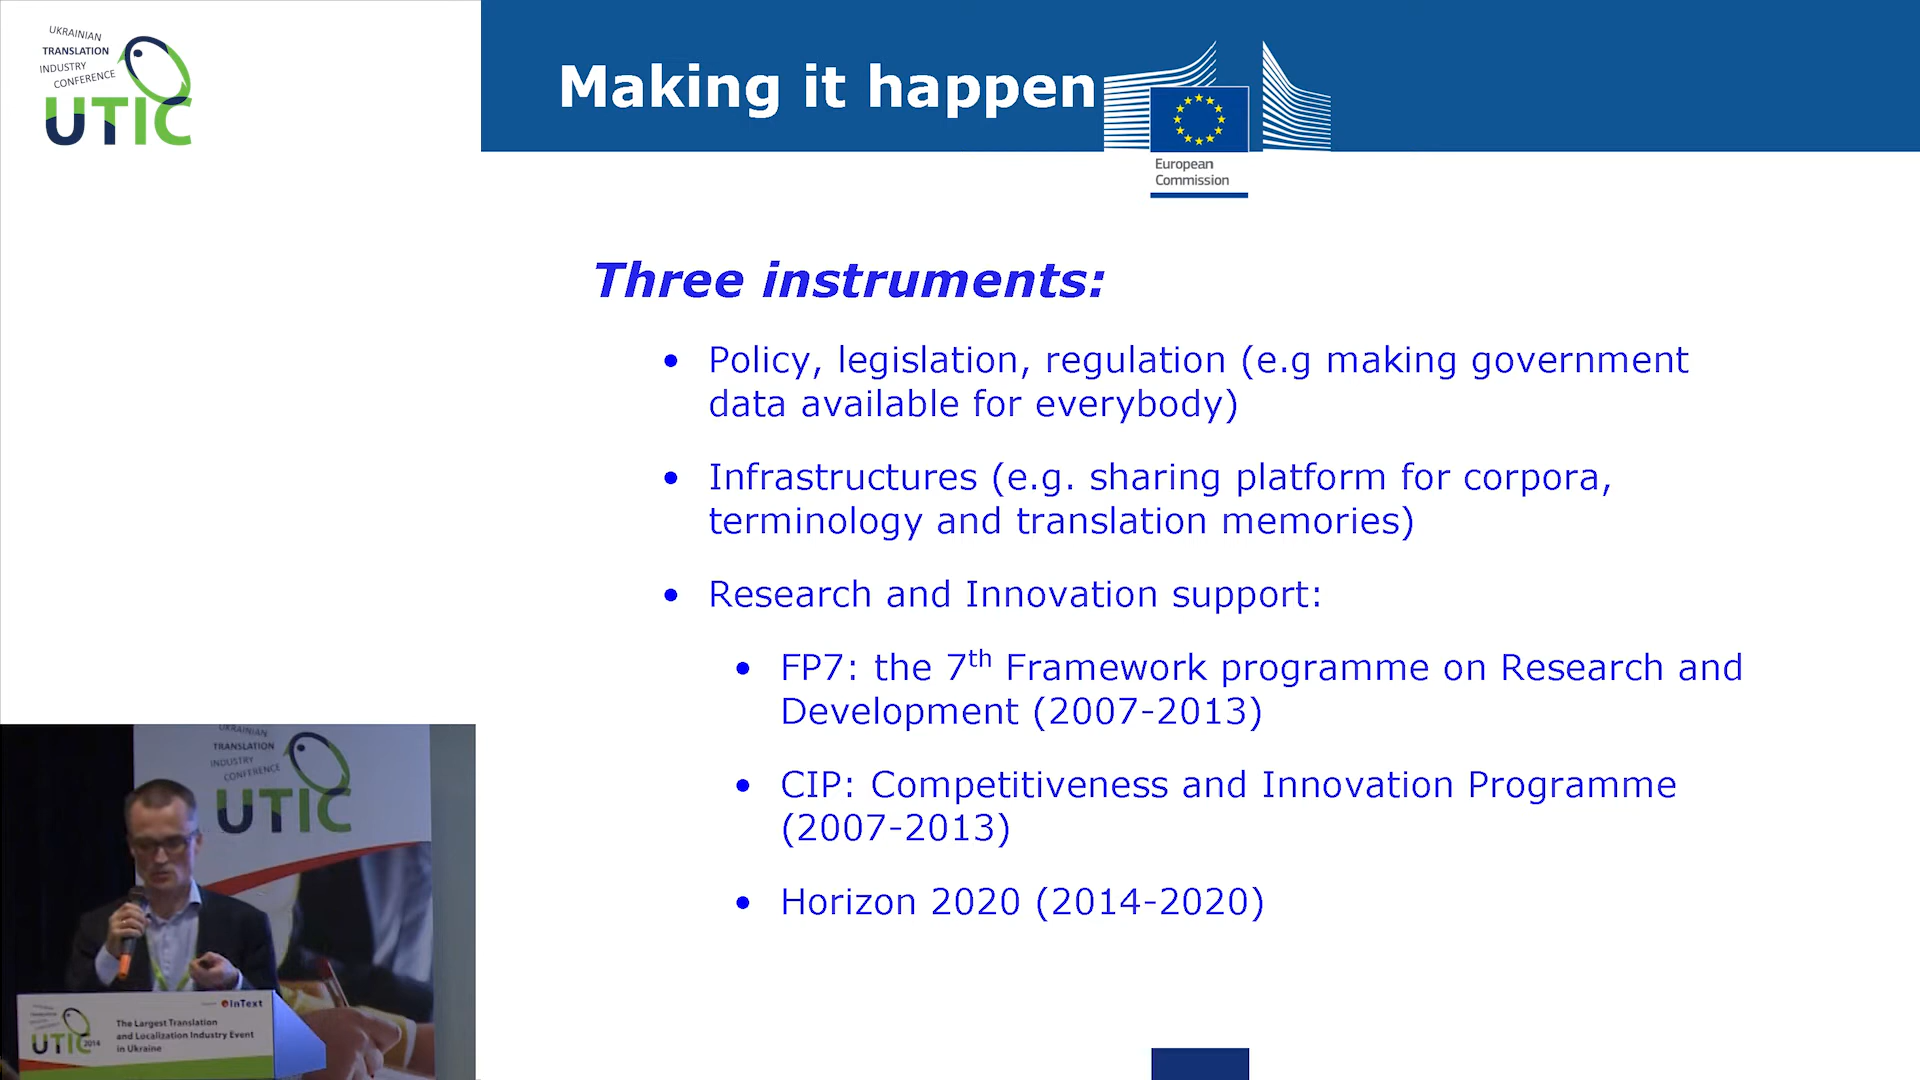 UKRAINIAN
TRANSLATION
INDUSTRY
CONFERENCE
UTIC
Making it happen
European
Commission
Three instruments:
• Policy, legislation, regulation (e.g making government
data available for everybody)
• Infrastructures (e.g. sharing platform for corpora,
terminology and translation memories)
• Research and Innovation support:
• FP7: the 7th Framework programme on Research and
Development (2007-2013)
• CIP: Competitiveness and Innovation Programme
(2007-2013)
• Horizon 2020 (2014-2020)
UKRAINIAN
TRANSLATION
INDUSTRY
CONFERENCE
UTIC
InText
UTIC 2014
The Largest Translation
and Localization Industry Event
in Ukraine